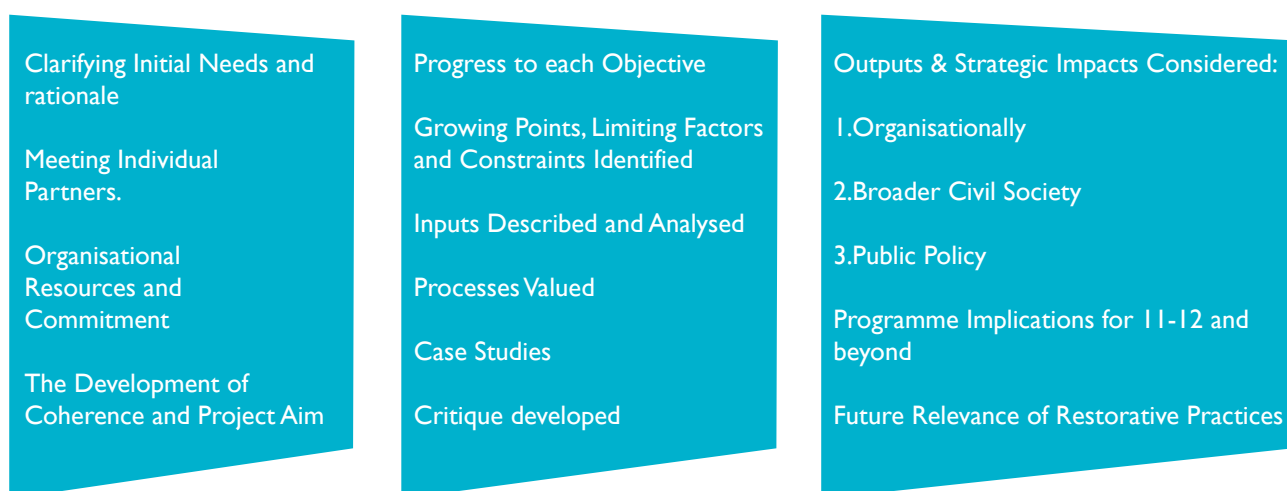 Clarifying Initial Needs and
rationale
Meeting Individual
Partners.
Organisational
Resources and
Commitment
The Development of
Coherence and Project Aim
Progress to each Objective
Growing Points, Limiting Factors
and Constraints Identified
Inputs Described and Analysed
Processes Valued
Case Studies
Critique developed
Outputs & Strategic Impacts Considered:
1.Organisationally
2.Broader Civil Society
3.Public Policy
Programme Implications for 11-12 and
beyond
Future Relevance of Restorative Practices